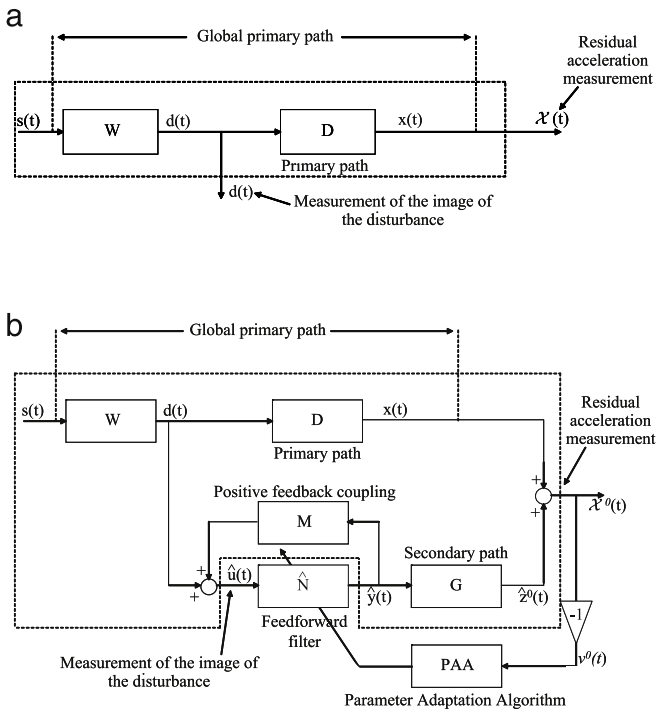 a
Global primary path
Residual
acceleration
measurement
s(t)
W
d(t)
D
x(t)
𝒳(t)
Primary path
d(t)
Measurement of the image of
the disturbance
b
Global primary path
Residual
acceleration
measurement
s(t)
W
d(t)
D
x(t)
Primary path
+
+
𝒳⁰(t)
Positive feedback coupling
M
Secondary path
+
+
û(t)
N̂
ŷ(t)
G
ẑ⁰(t)
-1
Feedforward
filter
Measurement of the image of
the disturbance
PAA
ν⁰(t)
Parameter Adaptation Algorithm